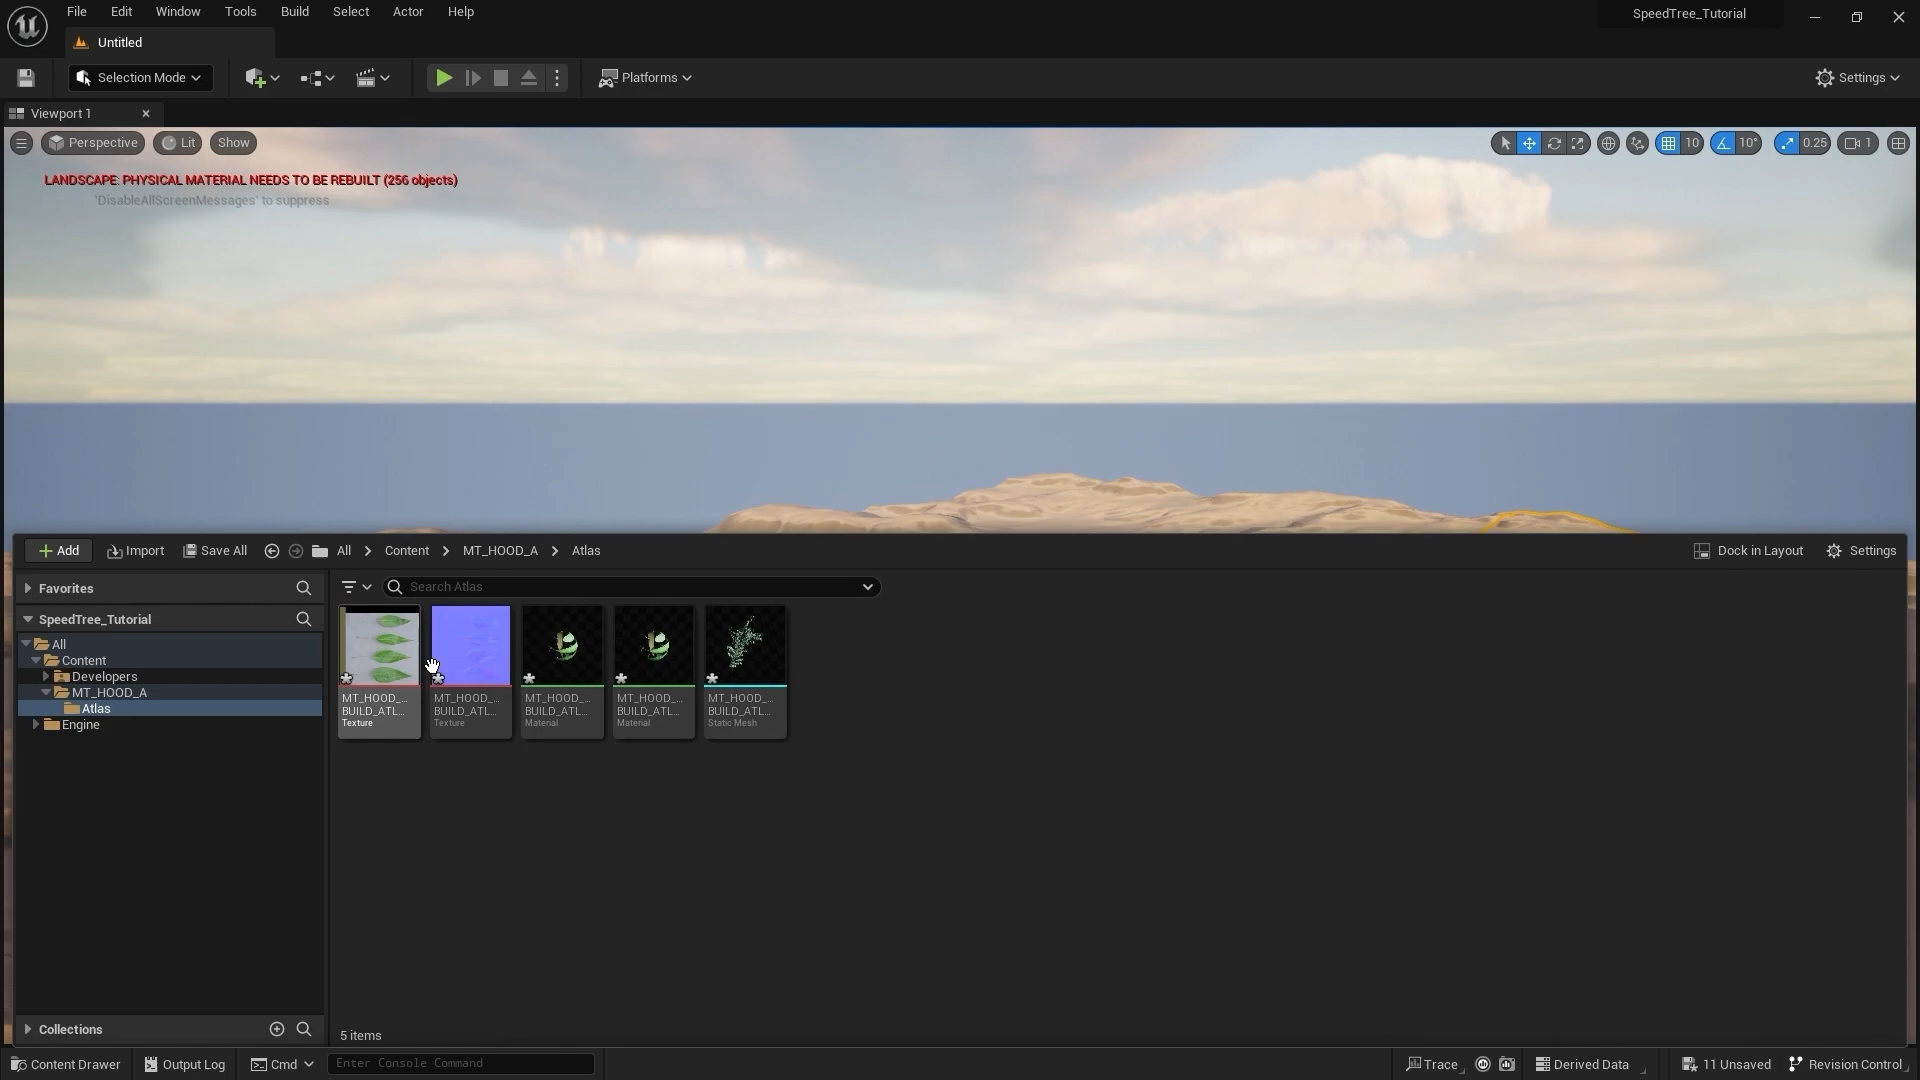 File Edit Window Tools Build Select Actor Help
SpeedTree_Tutorial
Untitled
Selection Mode
Platforms
Settings
Viewport 1
Perspective Lit Show
10 10° 0.25 1
LANDSCAPE: PHYSICAL MATERIAL NEEDS TO BE REBUILT (256 objects)
'DisableAllScreenMessages' to suppress
Add Import Save All All Content MT_HOOD_A Atlas
Dock in Layout Settings
Favorites
Search Atlas
SpeedTree_Tutorial
All
Content
Developers
MT_HOOD_A
Atlas
Engine
MT_HOOD_... MT_HOOD_... MT_HOOD_... MT_HOOD_... MT_HOOD_...
BUILD_ATL... BUILD_ATL... BUILD_ATL... BUILD_ATL... BUILD_ATL...
Texture Texture Material Material Static Mesh
Collections
5 items
Content Drawer Output Log Cmd Enter Console Command
Trace Derived Data 11 Unsaved Revision Control